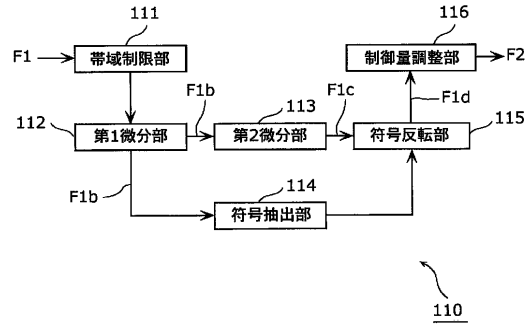 111
116
F1
帯域制限部
制御量調整部
F2
F1b
113
F1c
F1d
112
第1微分部
第2微分部
符号反転部
115
F1b
114
符号抽出部
110